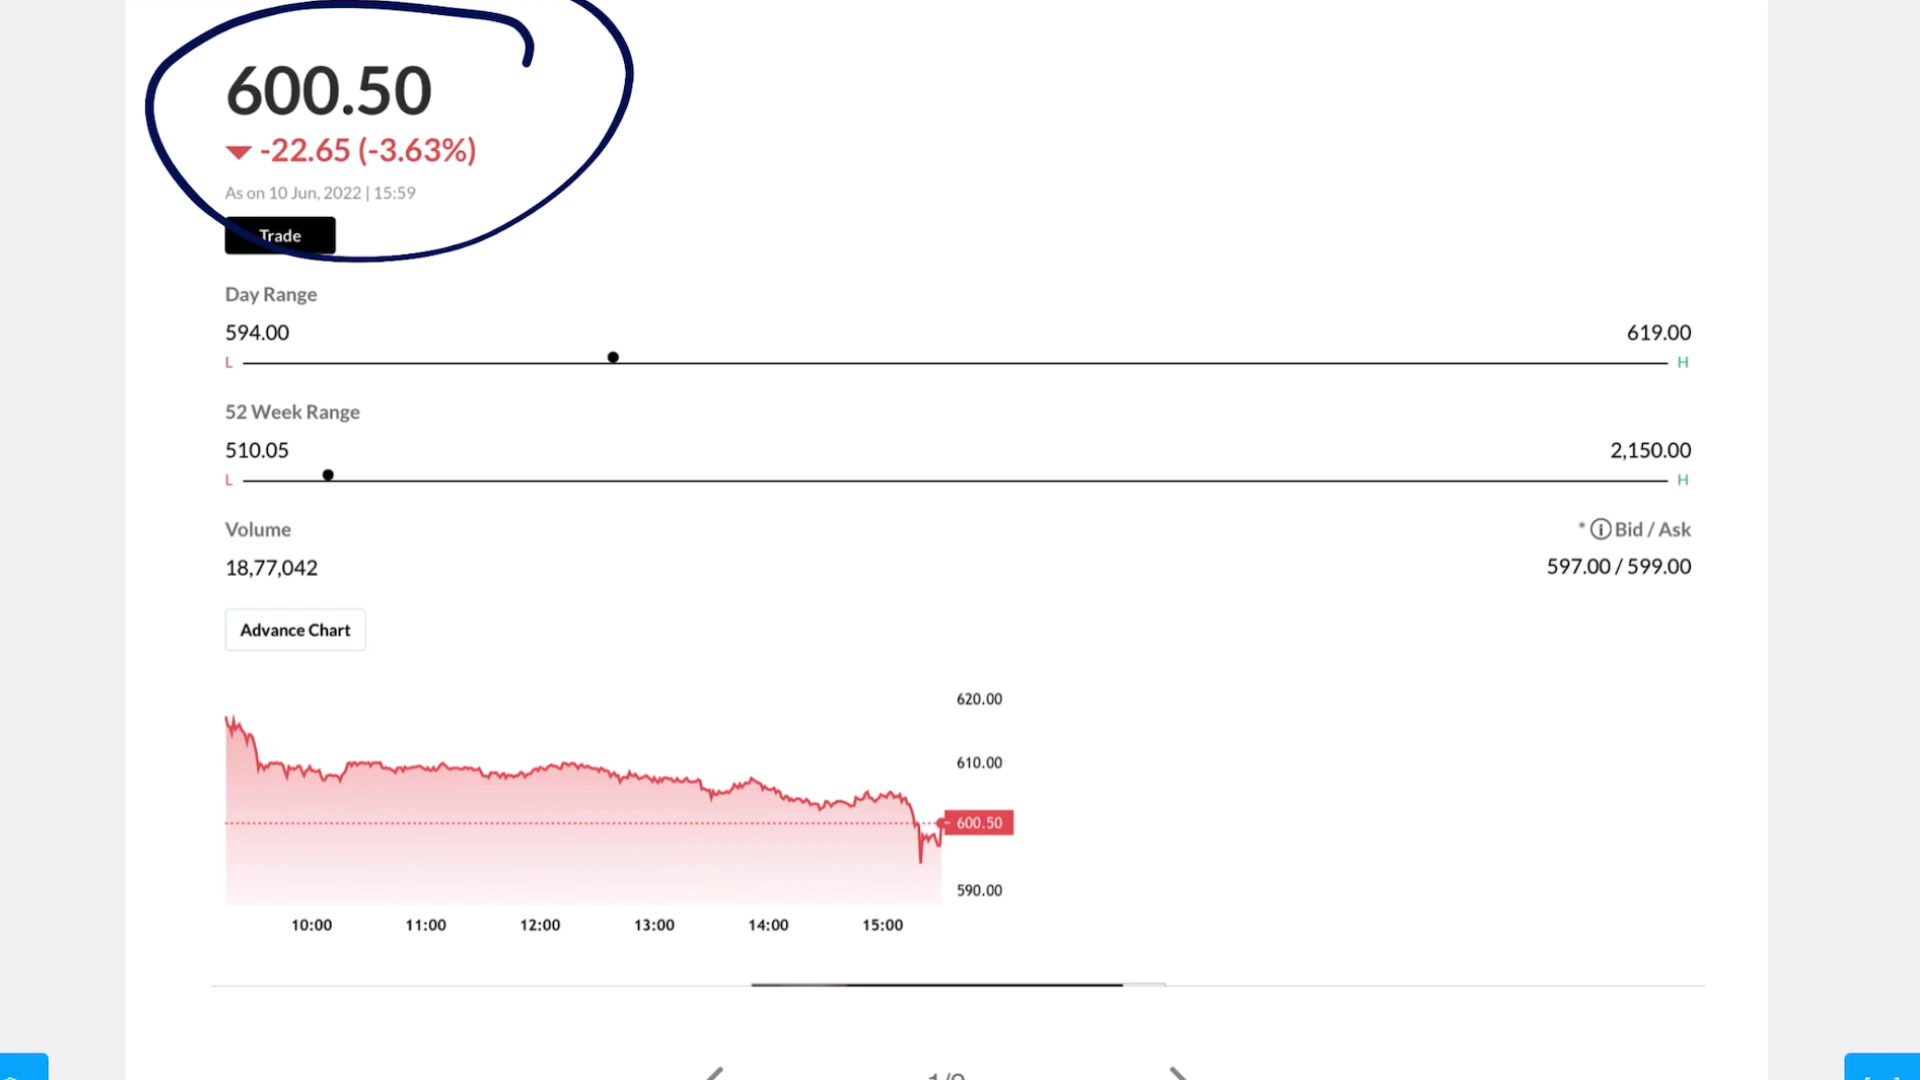 600.50
-22.65 (-3.63%)
As on 10 Jun, 2022 | 15:59
Trade
Day Range
594.00 619.00
L H
52 Week Range
510.05 2,150.00
L H
Volume * i Bid / Ask
18,77,042 597.00 / 599.00
Advance Chart
620.00
610.00
600.50
590.00
10:00 11:00 12:00 13:00 14:00 15:00